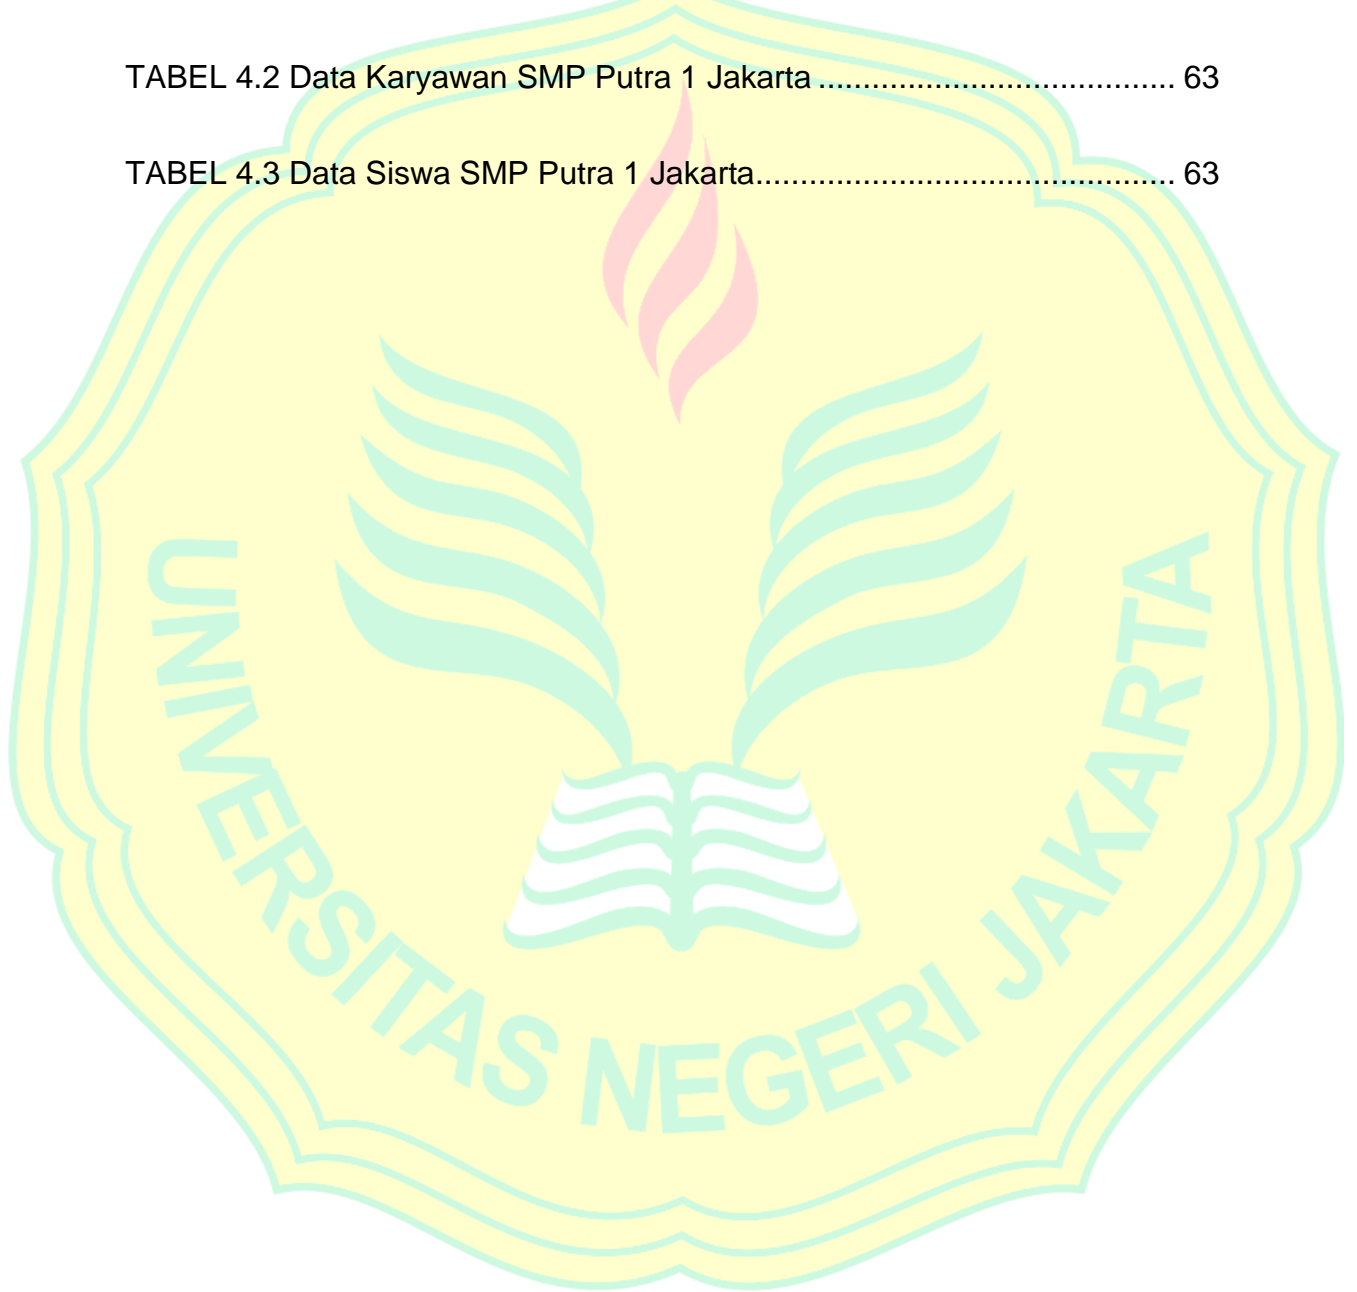 TABEL 4.2 Data Karyawan SMP Putra 1 Jakarta ........................................ 63
TABEL 4.3 Data Siswa SMP Putra 1 Jakarta............................................... 63
UNIVERSITAS NEGERI JAKARTA